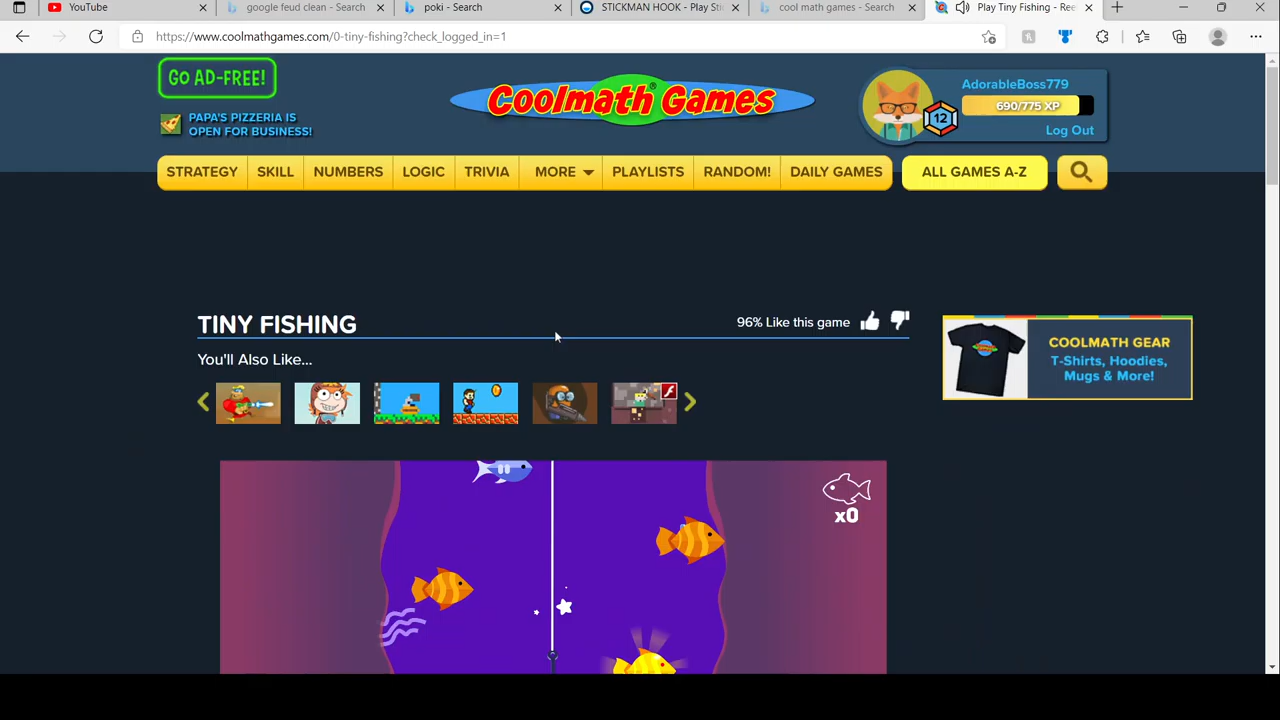 YouTube
google feud clean - Search
poki - Search
STICKMAN HOOK - Play Sti
cool math games - Search
Play Tiny Fishing - Ree
https://www.coolmathgames.com/0-tiny-fishing?check_logged_in=1
GO AD-FREE!
PAPA'S PIZZERIA IS
OPEN FOR BUSINESS!
Coolmath Games
AdorableBoss779
690/775 XP
12
Log Out
STRATEGY SKILL NUMBERS LOGIC TRIVIA MORE PLAYLISTS RANDOM! DAILY GAMES ALL GAMES A-Z
TINY FISHING
96% Like this game
You'll Also Like...
COOLMATH GEAR
T-Shirts, Hoodies,
Mugs & More!
x0